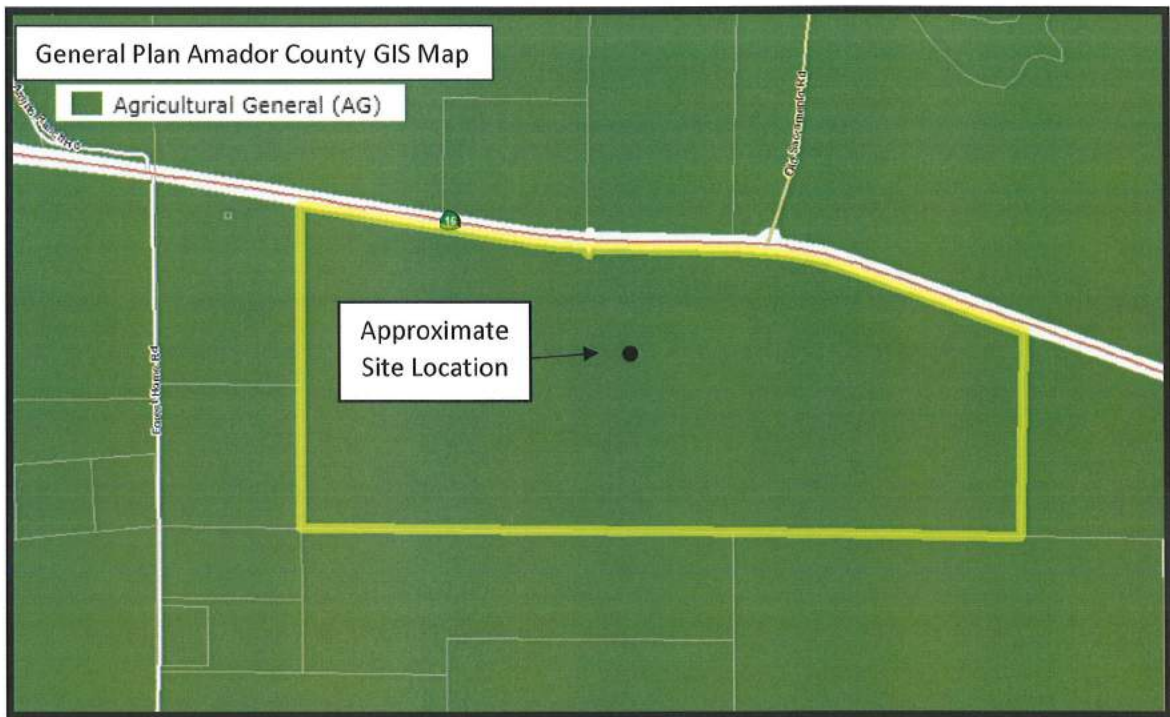 General Plan Amador County GIS Map
Agricultural General (AG)
Old Sacramento Rd
16
Approximate
Site Location